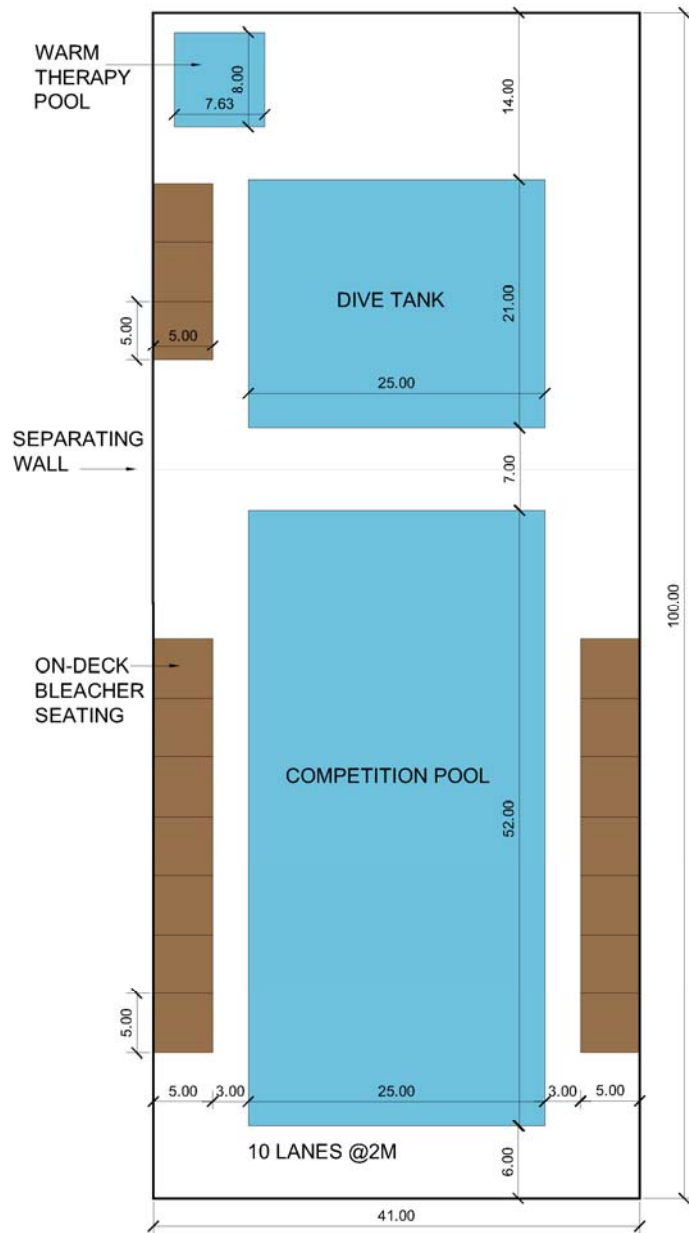 WARM
THERAPY
POOL
8.00
7.63
14.00
DIVE TANK
21.00
5.00
5.00
25.00
SEPARATING
WALL
7.00
100.00
ON-DECK
BLEACHER
SEATING
COMPETITION POOL
52.00
5.00
5.00
3.00
25.00
3.00
5.00
10 LANES @2M
6.00
41.00